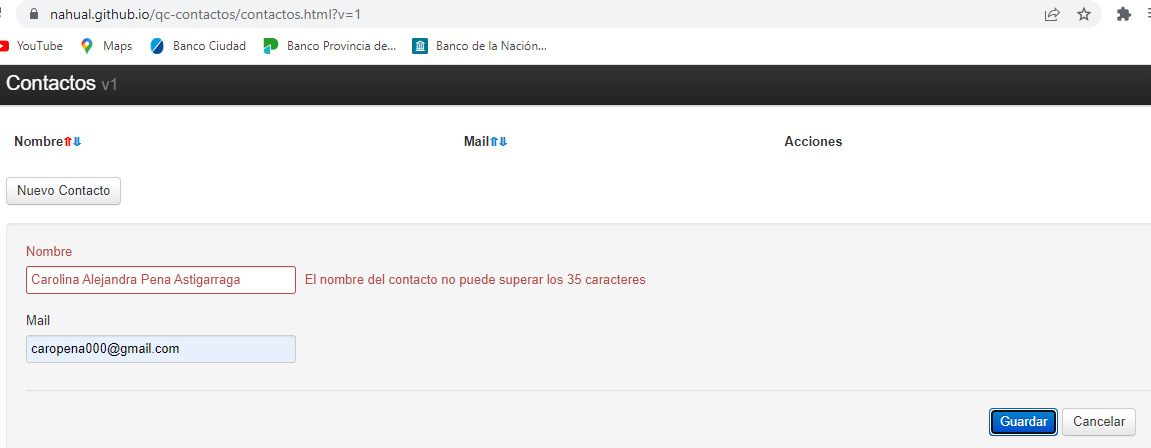 nahual.github.io/qc-contactos/contactos.html?v=1
YouTube Maps Banco Ciudad Banco Provincia de... Banco de la Nación...
Contactos v1
Nombre Mail Acciones
Nuevo Contacto
Nombre
Carolina Alejandra Pena Astigarraga El nombre del contacto no puede superar los 35 caracteres
Mail
caropena000@gmail.com
Guardar Cancelar